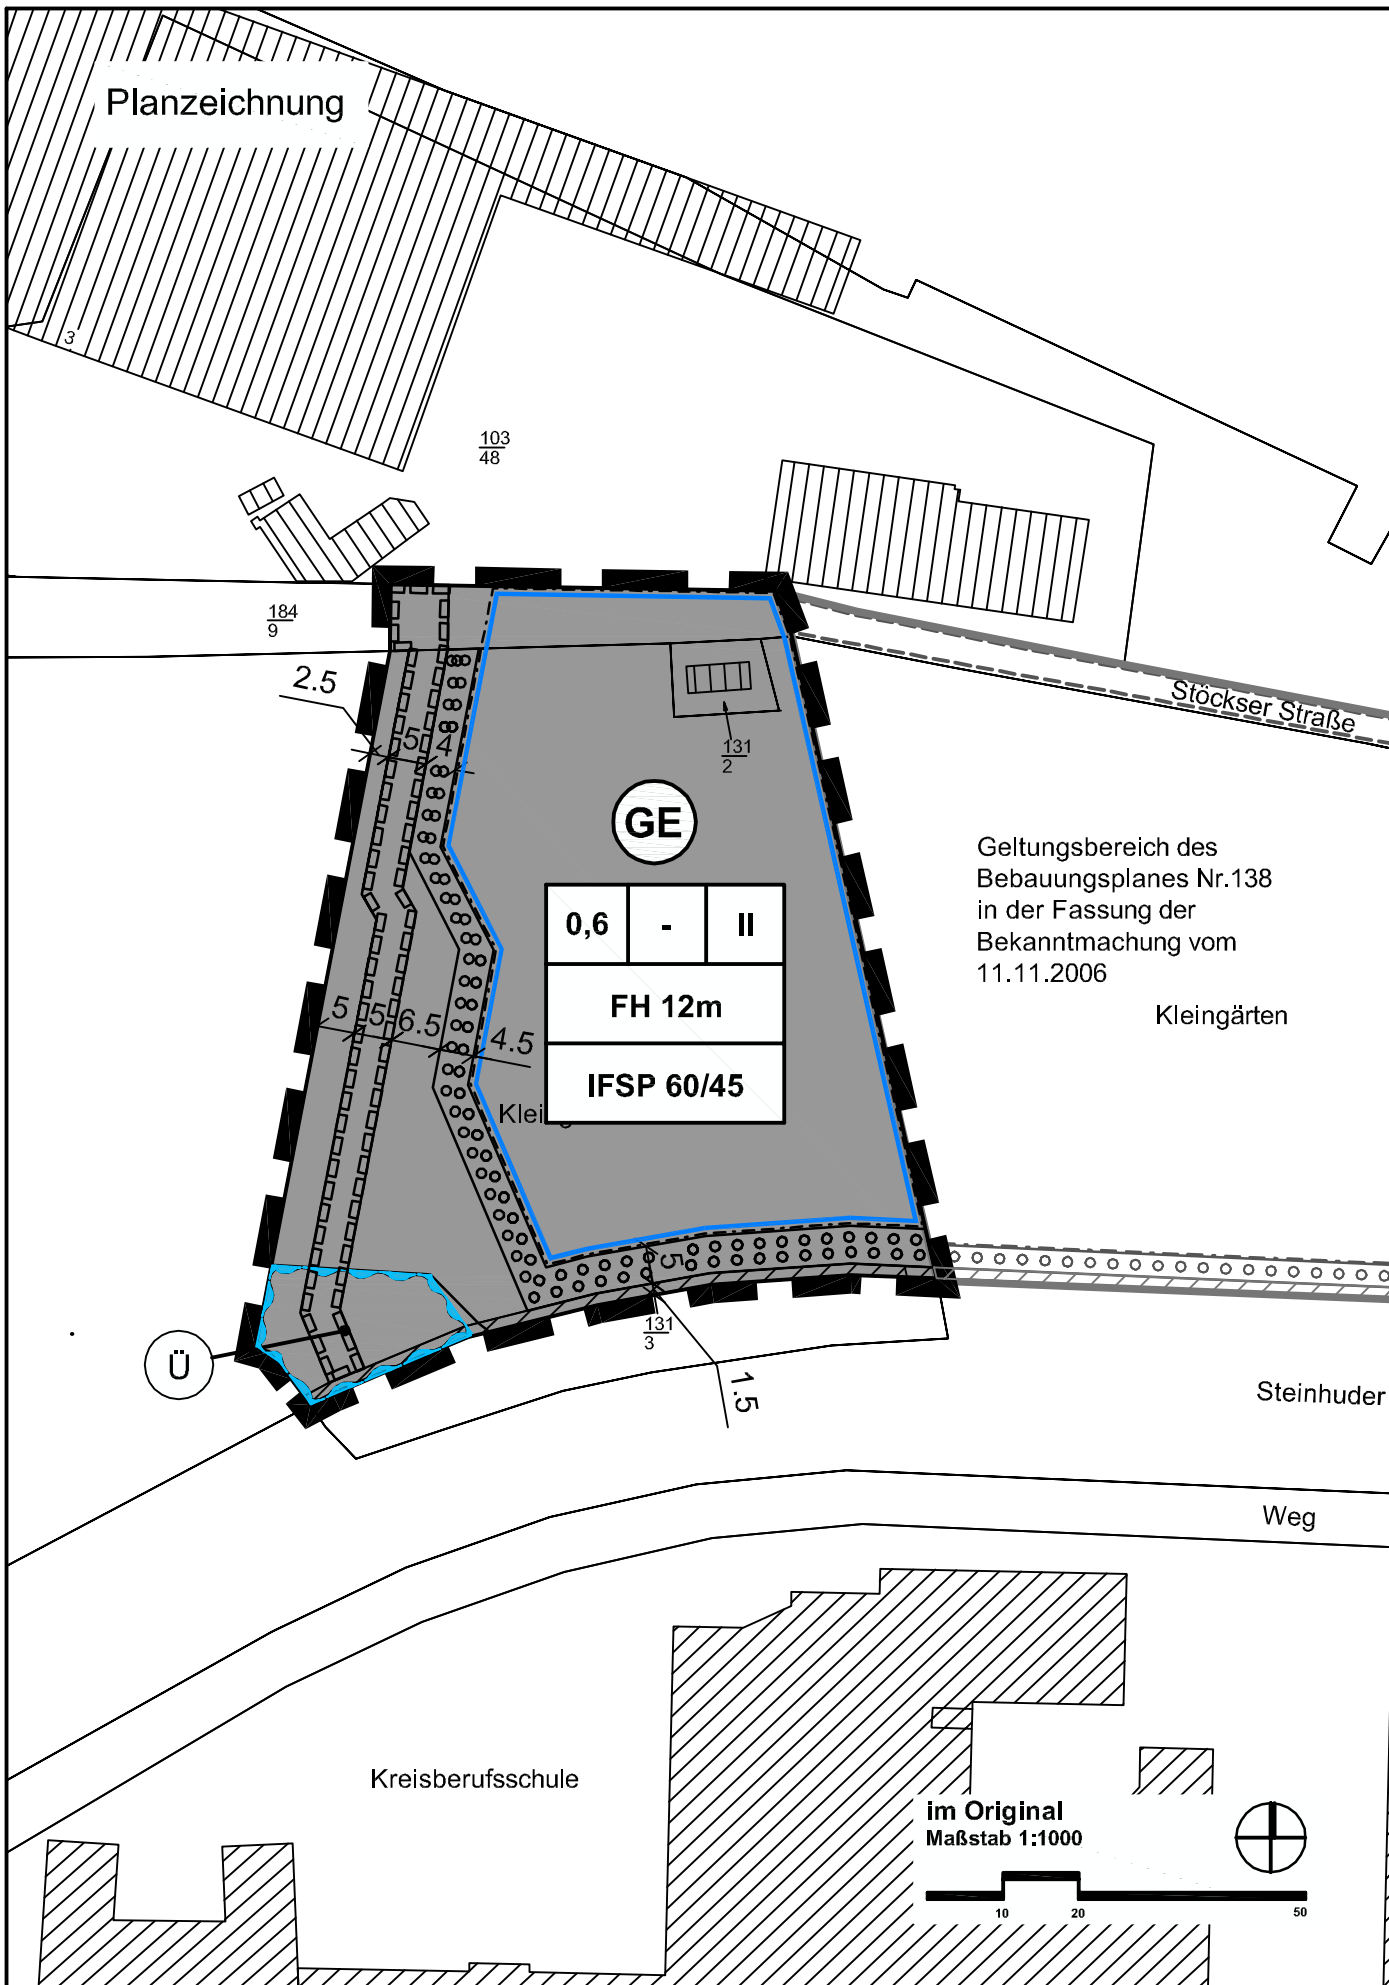 Planzeichnung
3
103
48
184
9
2.5
5
4
Stöckser Straße
131
2
GE
Geltungsbereich des
Bebauungsplanes Nr.138
in der Fassung der
Bekanntmachung vom
11.11.2006
Kleingärten
0,6 - II
FH 12m
IFSP 60/45
5
5
6.5
4.5
5
131
3
1.5
Ü
Steinhuder
Weg
Kreisberufsschule
im Original
Maßstab 1:1000
10 20 50